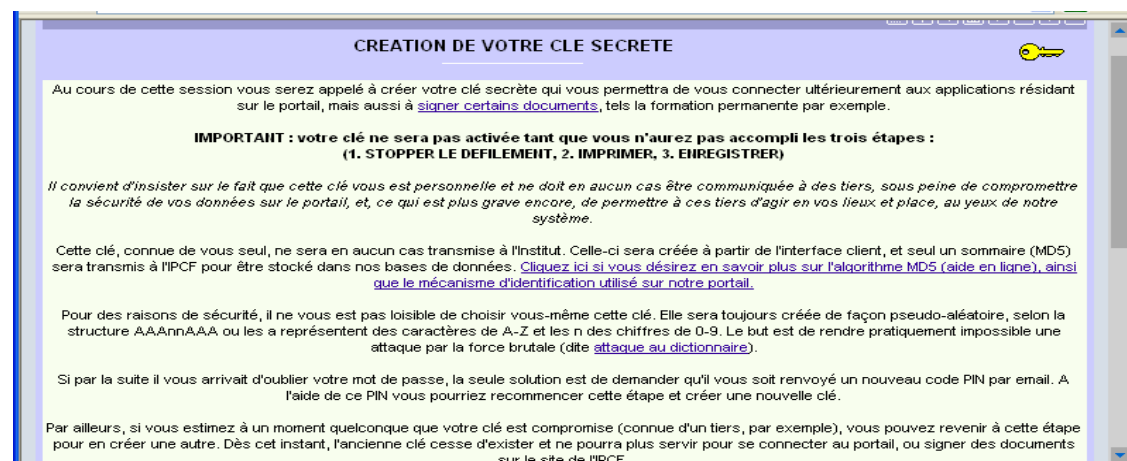 CREATION DE VOTRE CLE SECRETE
Au cours de cette session vous serez appelé à créer votre clé secrète qui vous permettra de vous connecter ultérieurement aux applications résidant
sur le portail, mais aussi à signer certains documents, tels la formation permanente par exemple.
IMPORTANT : votre clé ne sera pas activée tant que vous n'aurez pas accompli les trois étapes :
(1. STOPPER LE DEFILEMENT, 2. IMPRIMER, 3. ENREGISTRER)
Il convient d'insister sur le fait que cette clé vous est personnelle et ne doit en aucun cas être communiquée à des tiers, sous peine de compromettre
la sécurité de vos données sur le portail, et, ce qui est plus grave encore, de permettre à ces tiers d'agir en vos lieux et place, au yeux de notre
système.
Cette clé, connue de vous seul, ne sera en aucun cas transmise à l'Institut. Celle-ci sera créée à partir de l'interface client, et seul un sommaire (MD5)
sera transmis à l'IPCF pour être stocké dans nos bases de données. Cliquez ici si vous désirez en savoir plus sur l'algorithme MD5 (aide en ligne), ainsi
que le mécanisme d'identification utilisé sur notre portail.
Pour des raisons de sécurité, il ne vous est pas loisible de choisir vous-même cette clé. Elle sera toujours créée de façon pseudo-aléatoire, selon la
structure AAAnnAAA ou les a représentent des caractères de A-Z et les n des chiffres de 0-9. Le but est de rendre pratiquement impossible une
attaque par la force brutale (dite attaque au dictionnaire).
Si par la suite il vous arrivait d'oublier votre mot de passe, la seule solution est de demander qu'il vous soit renvoyé un nouveau code PIN par email. A
l'aide de ce PIN vous pourriez recommencer cette étape et créer une nouvelle clé.
Par ailleurs, si vous estimez à un moment quelconque que votre clé est compromise (connue d'un tiers, par exemple), vous pouvez revenir à cette étape
pour en créer une autre. Dès cet instant, l'ancienne clé cesse d'exister et ne pourra plus servir pour se connecter au portail, ou signer des documents
sur le site de l'IPCF